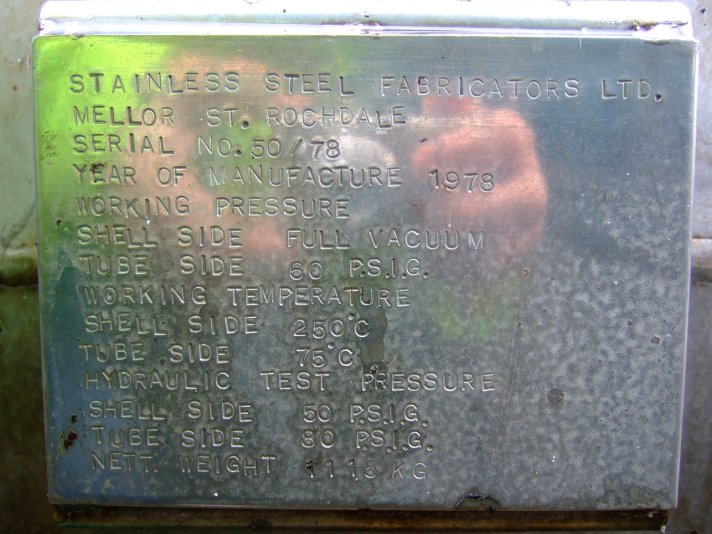 STAINLESS STEEL FABRICATORS LTD.
MELLOR ST. ROCHDALE
SERIAL NO. 50/78
YEAR OF MANUFACTURE 1978
WORKING PRESSURE
SHELL SIDE FULL VACUUM
TUBE SIDE 60 P.S.I.G.
WORKING TEMPERATURE
SHELL SIDE 250°C
TUBE SIDE 75°C
HYDRAULIC TEST PRESSURE
SHELL SIDE 50 P.S.I.G.
TUBE SIDE 80 P.S.I.G.
NETT. WEIGHT 1115 KG